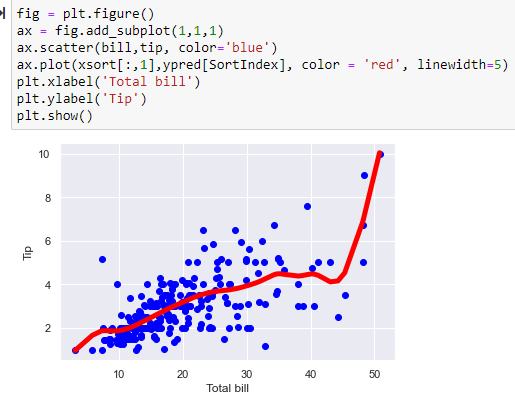 fig = plt.figure()
ax = fig.add_subplot(1,1,1)
ax.scatter(bill,tip, color='blue')
ax.plot(xsort[:,1],ypred[SortIndex], color = 'red', linewidth=5)
plt.xlabel('Total bill')
plt.ylabel('Tip')
plt.show()
10
8
6
4
2
Tip
10 20 30 40 50
Total bill